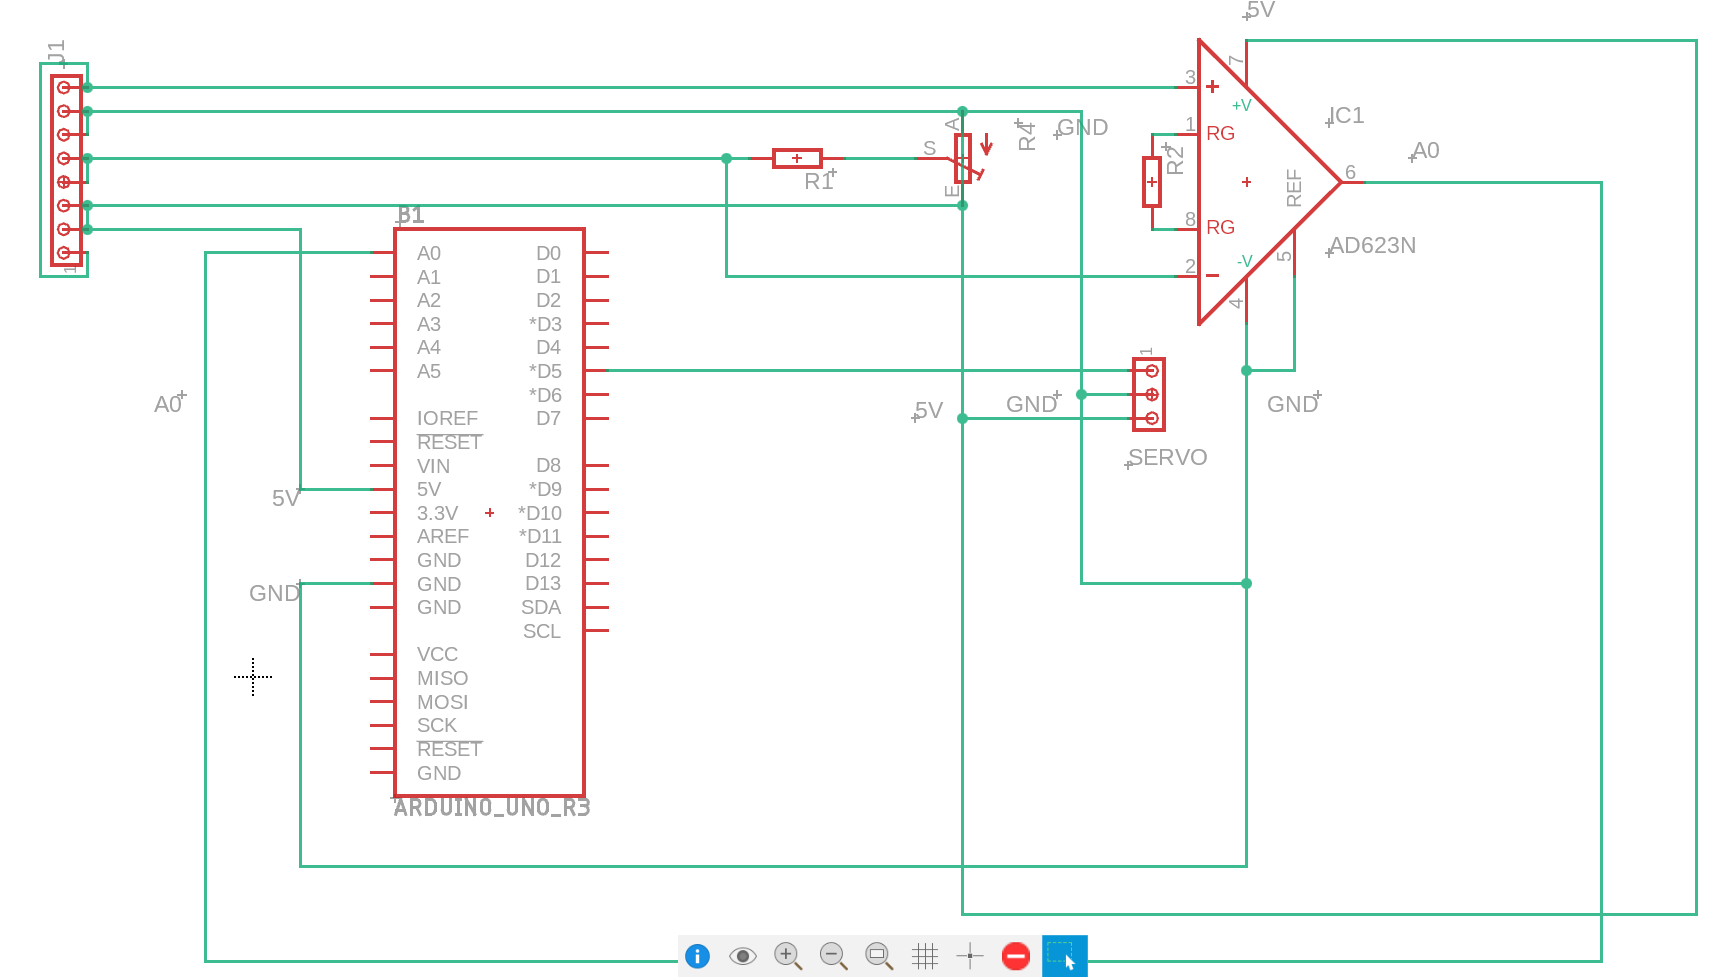 5V
J1
7
3
+V
1
RG
IC1
A
R4
GND
S
R2
A0
R1
E
REF
6
8
RG
B1
AD623N
-V
5
2
4
1
A0 D0
A1 D1
A2 D2
A3 *D3
A4 D4
A5 *D5
*D6
IOREF D7
RESET
VIN D8
5V *D9
3.3V *D10
AREF *D11
GND D12
GND D13
GND SDA
SCL
VCC
MISO
MOSI
SCK
RESET
GND
ARDUINO_UNO_R3
A0
5V
GND
1
5V
GND
GND
SERVO